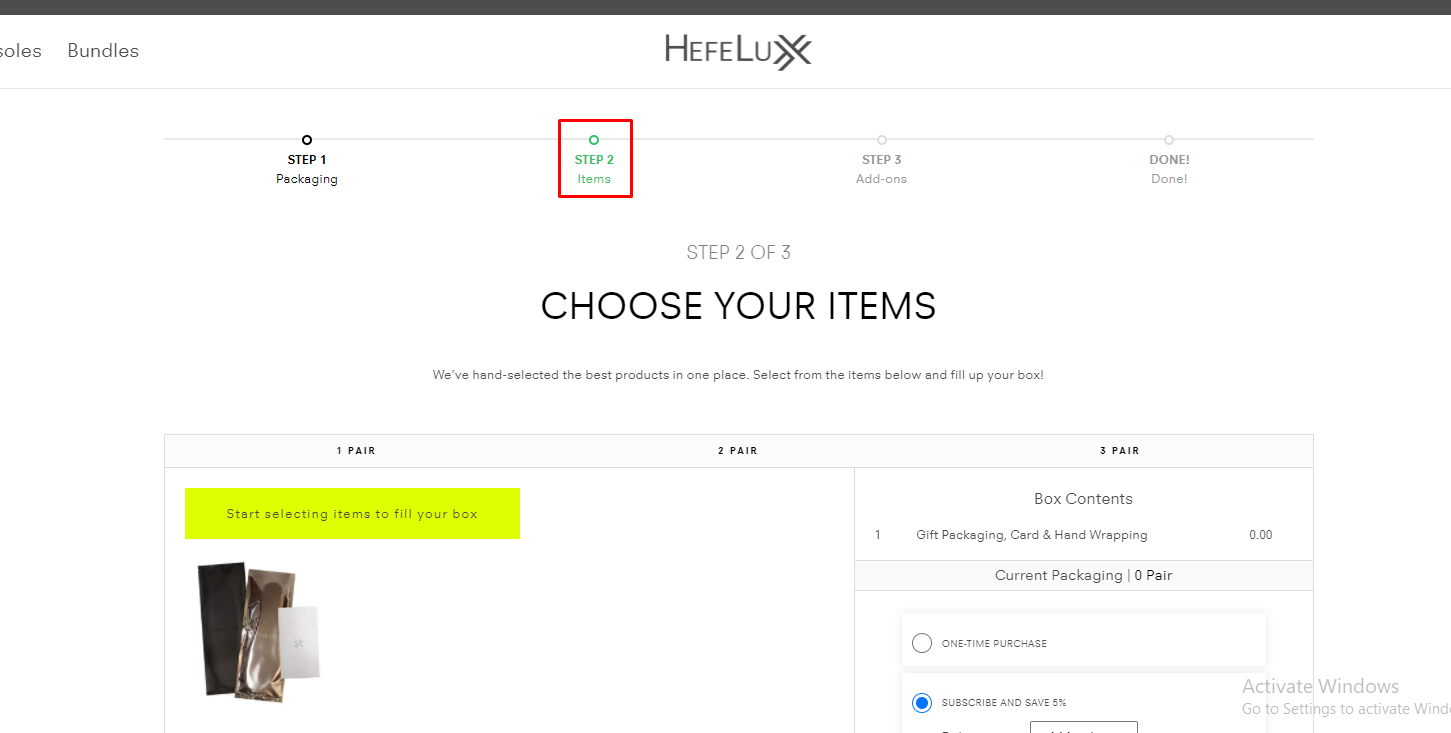 Bundles
HEFELUXX
STEP 1
Packaging
STEP 2
Items
STEP 3
Add-ons
DONE!
Done!
STEP 2 OF 3
CHOOSE YOUR ITEMS
We've hand-selected the best products in one place. Select from the items below and fill up your box!
1 PAIR
2 PAIR
3 PAIR
Start selecting items to fill your box
Box Contents
1 Gift Packaging, Card & Hand Wrapping 0.00
Current Packaging | 0 Pair
ONE-TIME PURCHASE
SUBSCRIBE AND SAVE 5%
Activate Windows
Go to Settings to activate